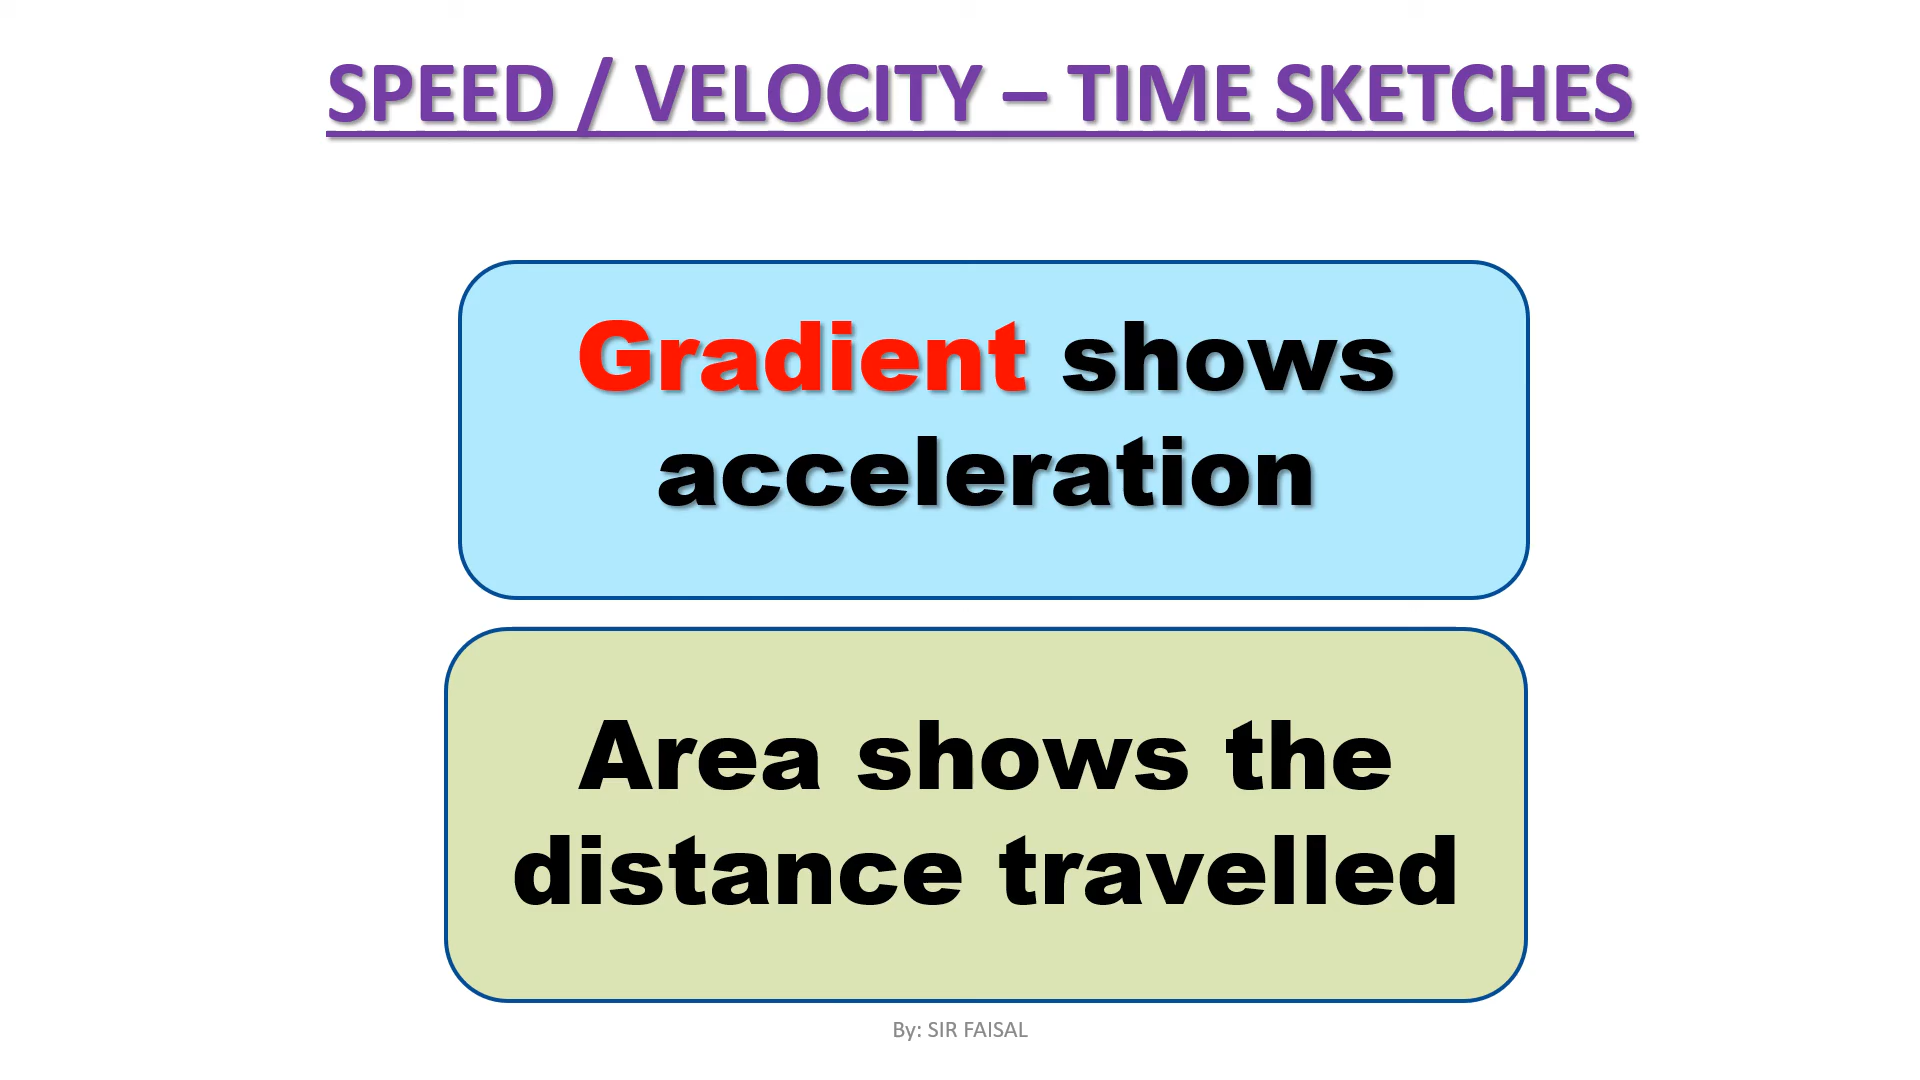 SPEED / VELOCITY – TIME SKETCHES
Gradient shows
acceleration
Area shows the
distance travelled
By: SIR FAISAL